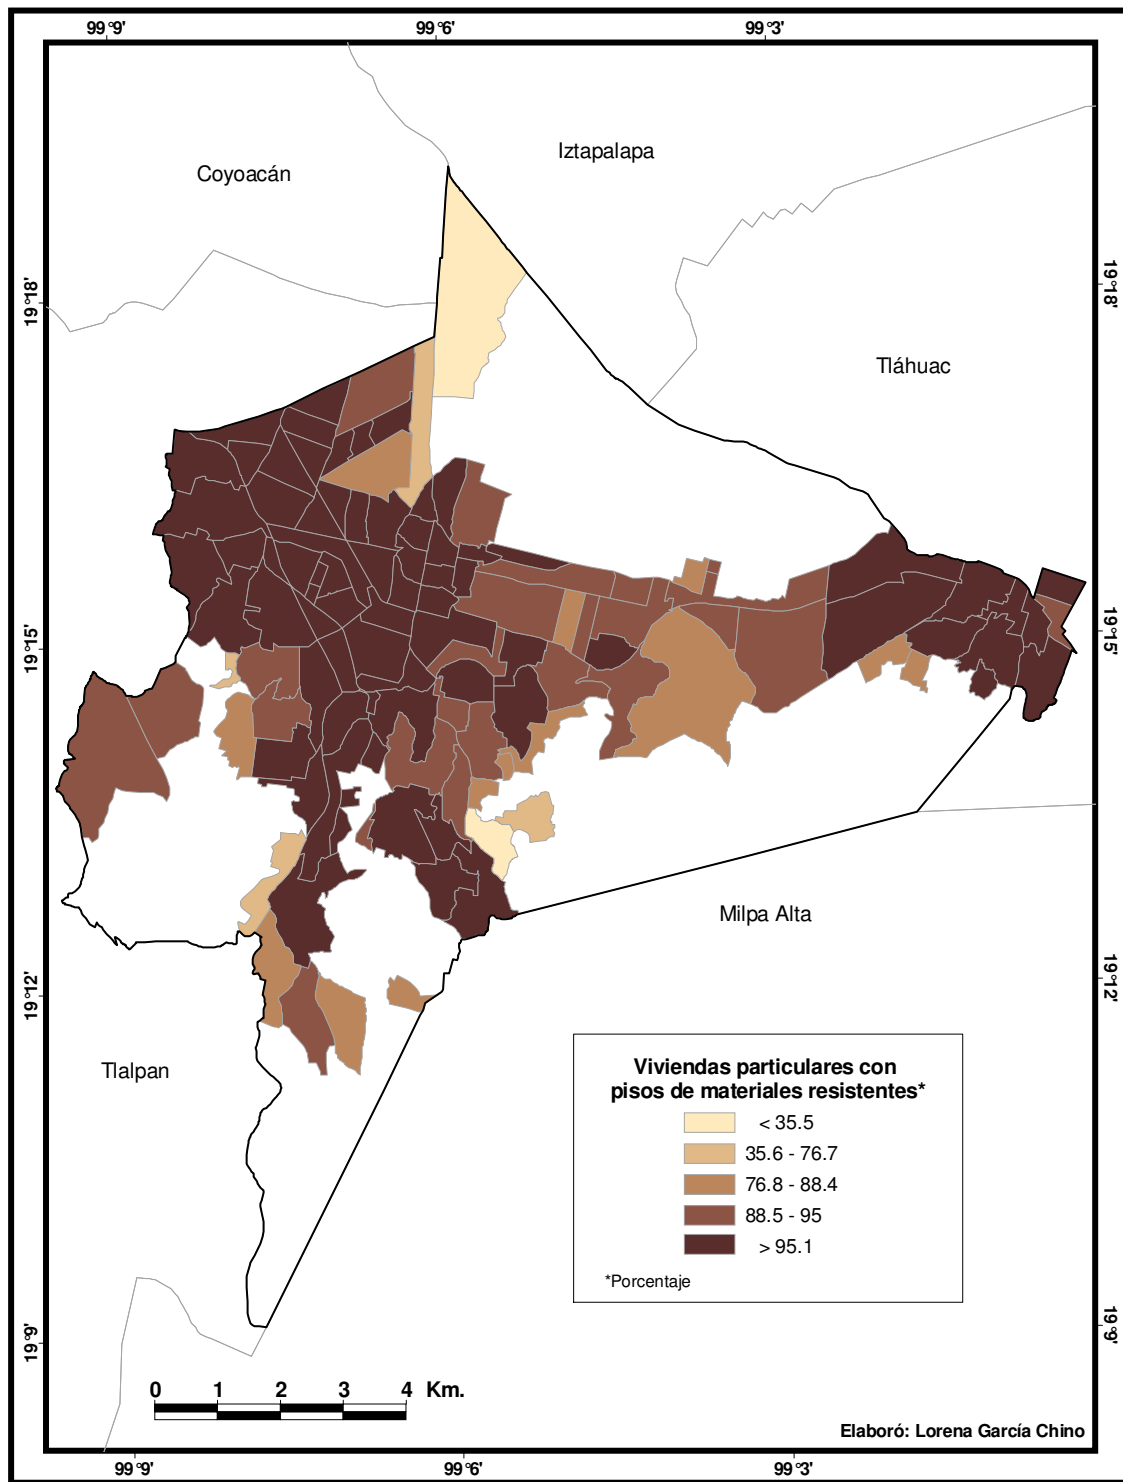 99°9' 99°6' 99°3'
Iztapalapa
Coyoacán
19°18' 19°18'
Tláhuac
19°15' 19°15'
Milpa Alta
19°12' 19°12'
Tlalpan
Viviendas particulares con
pisos de materiales resistentes*
< 35.5
35.6 - 76.7
76.8 - 88.4
88.5 - 95
> 95.1
*Porcentaje
19°9' 19°9'
0 1 2 3 4 Km.
Elaboró: Lorena García Chino
99°9' 99°6' 99°3'